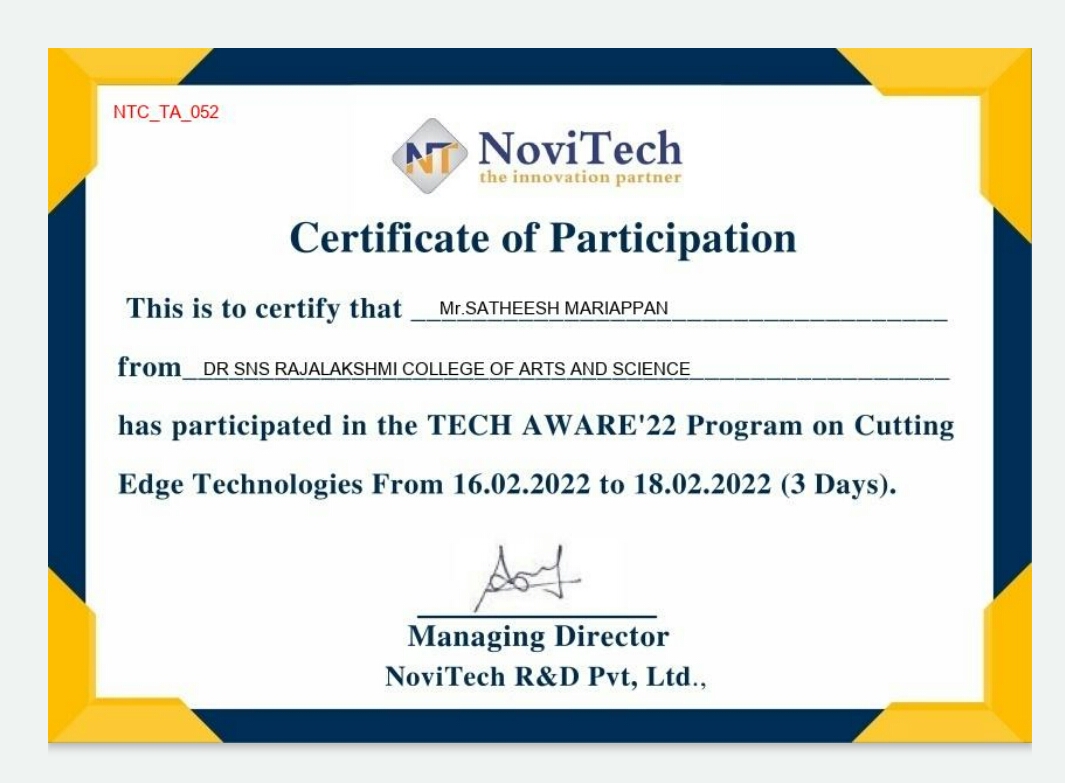 NTC_TA_052
NT NoviTech
the innovation partner
Certificate of Participation
This is to certify that Mr.SATHEESH MARIAPPAN
from DR SNS RAJALAKSHMI COLLEGE OF ARTS AND SCIENCE
has participated in the TECH AWARE'22 Program on Cutting
Edge Technologies From 16.02.2022 to 18.02.2022 (3 Days).
Managing Director
NoviTech R&D Pvt, Ltd.,